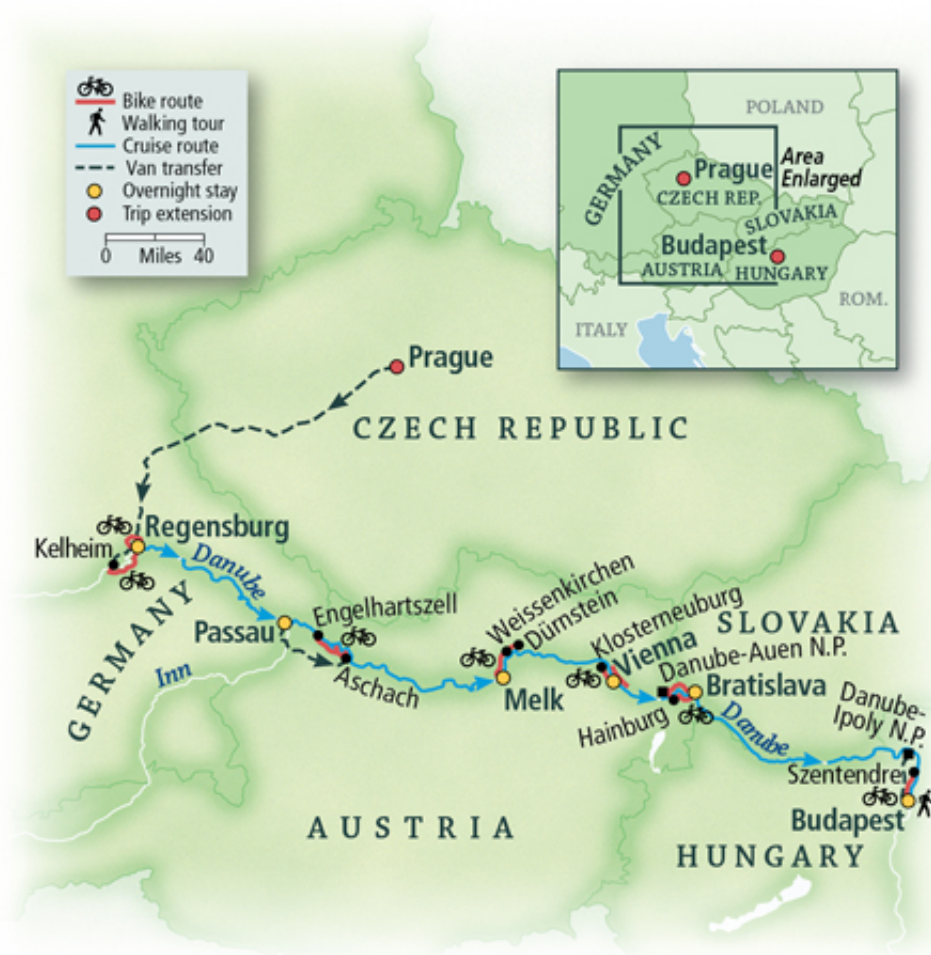 Bike route
Walking tour
Cruise route
Van transfer
Overnight stay
Trip extension
0 Miles 40
POLAND
GERMANY
Prague
Area
Enlarged
CZECH REP.
SLOVAKIA
Budapest
AUSTRIA
HUNGARY
ROM.
ITALY
Prague
CZECH REPUBLIC
Regensburg
Kelheim
Danube
GERMANY
Passau
Inn
Engelhartszell
Aschach
Weissenkirchen
Dürnstein
Melk
Klosterneuburg
Vienna
SLOVAKIA
Danube-Auen N.P.
Bratislava
Hainburg
Danube
Danube-
Ipoly N.P.
Szentendre
Budapest
AUSTRIA
HUNGARY